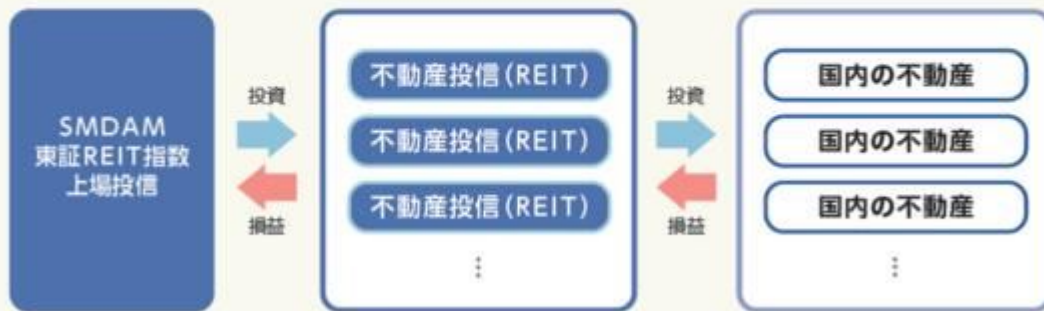 SMDAM
東証REIT指数
上場投信
投資
損益
不動産投信(REIT)
不動産投信(REIT)
不動産投信(REIT)
⋮
投資
損益
国内の不動産
国内の不動産
国内の不動産
⋮